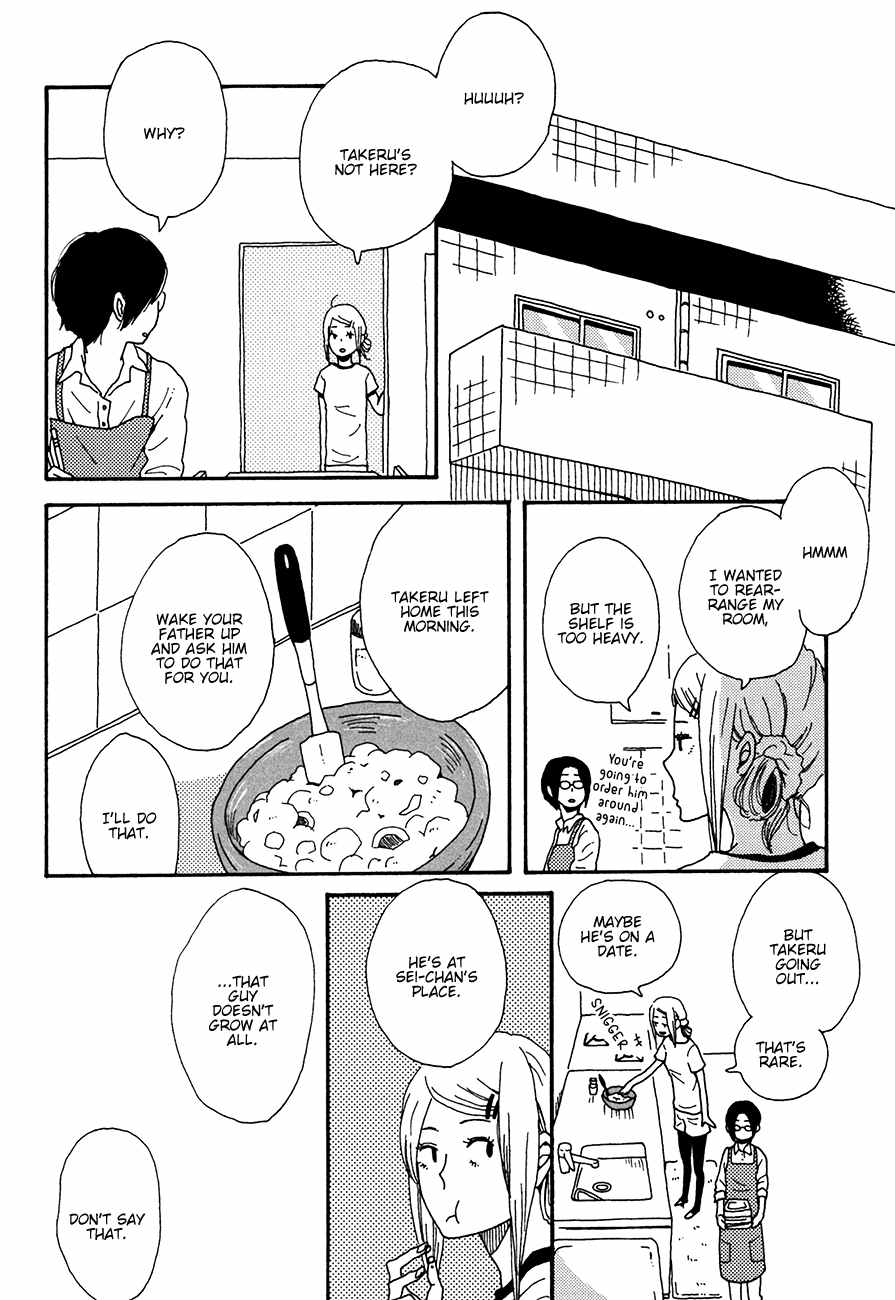 HUUUH?
TAKERU'S
NOT HERE?
WHY?
HMMM
I WANTED
TO REAR-
RANGE MY
ROOM,
BUT THE
SHELF IS
TOO HEAVY.
You're
going to
order him
around
again...
TAKERU LEFT
HOME THIS
MORNING.
WAKE YOUR
FATHER UP
AND ASK HIM
TO DO THAT
FOR YOU.
I'LL DO
THAT.
BUT
TAKERU
GOING
OUT...
THAT'S
RARE.
MAYBE
HE'S ON A
DATE.
SNIGGER
HE'S AT
SEI-CHAN'S
PLACE.
...THAT
GUY
DOESN'T
GROW AT
ALL.
DON'T SAY
THAT.